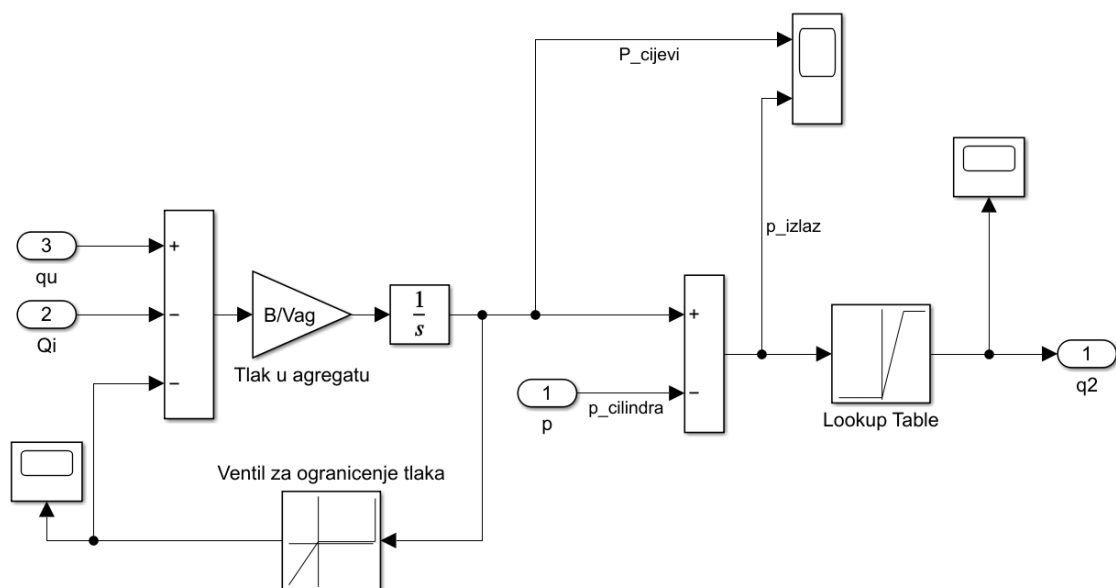 P_cijevi
p_izlaz
3
+
qu
2
−
Qi
−
B/Vag
Tlak u agregatu
1
s
+
1
−
p
p_cilindra
Lookup Table
1
q2
Ventil za ogranicenje tlaka